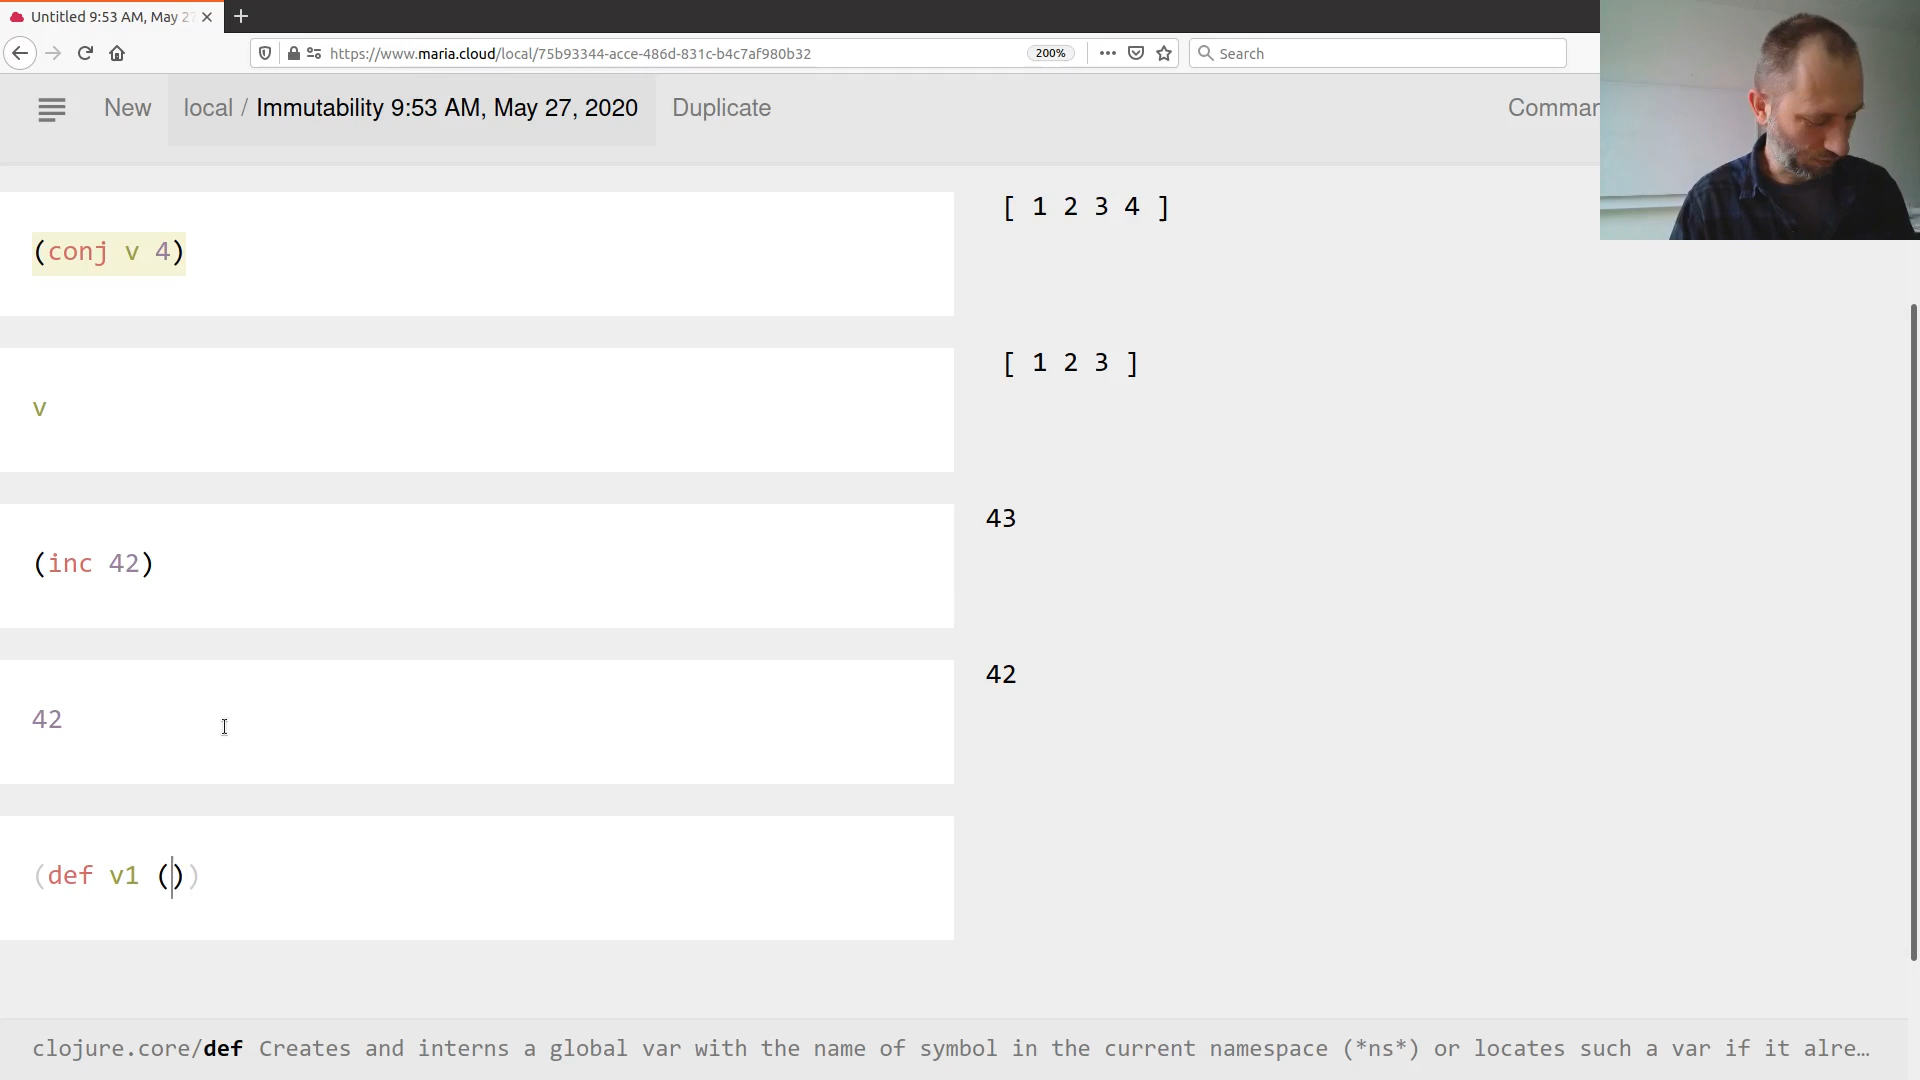 Untitled 9:53 AM, May 27
https://www.maria.cloud/local/75b93344-acce-486d-831c-b4c7af980b32
200%
Search
New
local / Immutability 9:53 AM, May 27, 2020
Duplicate
Commar
(conj v 4)
[ 1 2 3 4 ]
v
[ 1 2 3 ]
(inc 42)
43
42
42
(def v1 ())
clojure.core/def Creates and interns a global var with the name of symbol in the current namespace (*ns*) or locates such a var if it alre…